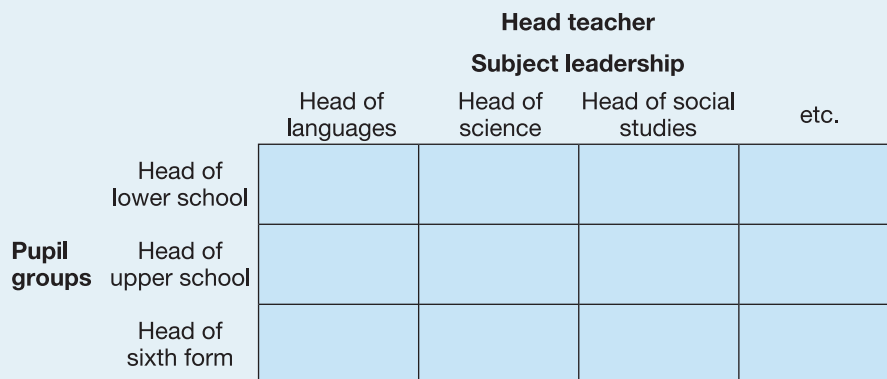 Head teacher
Subject leadership
Head of
languages
Head of
science
Head of social
studies
etc.
Head of
lower school
Pupil
groups
Head of
upper school
Head of
sixth form